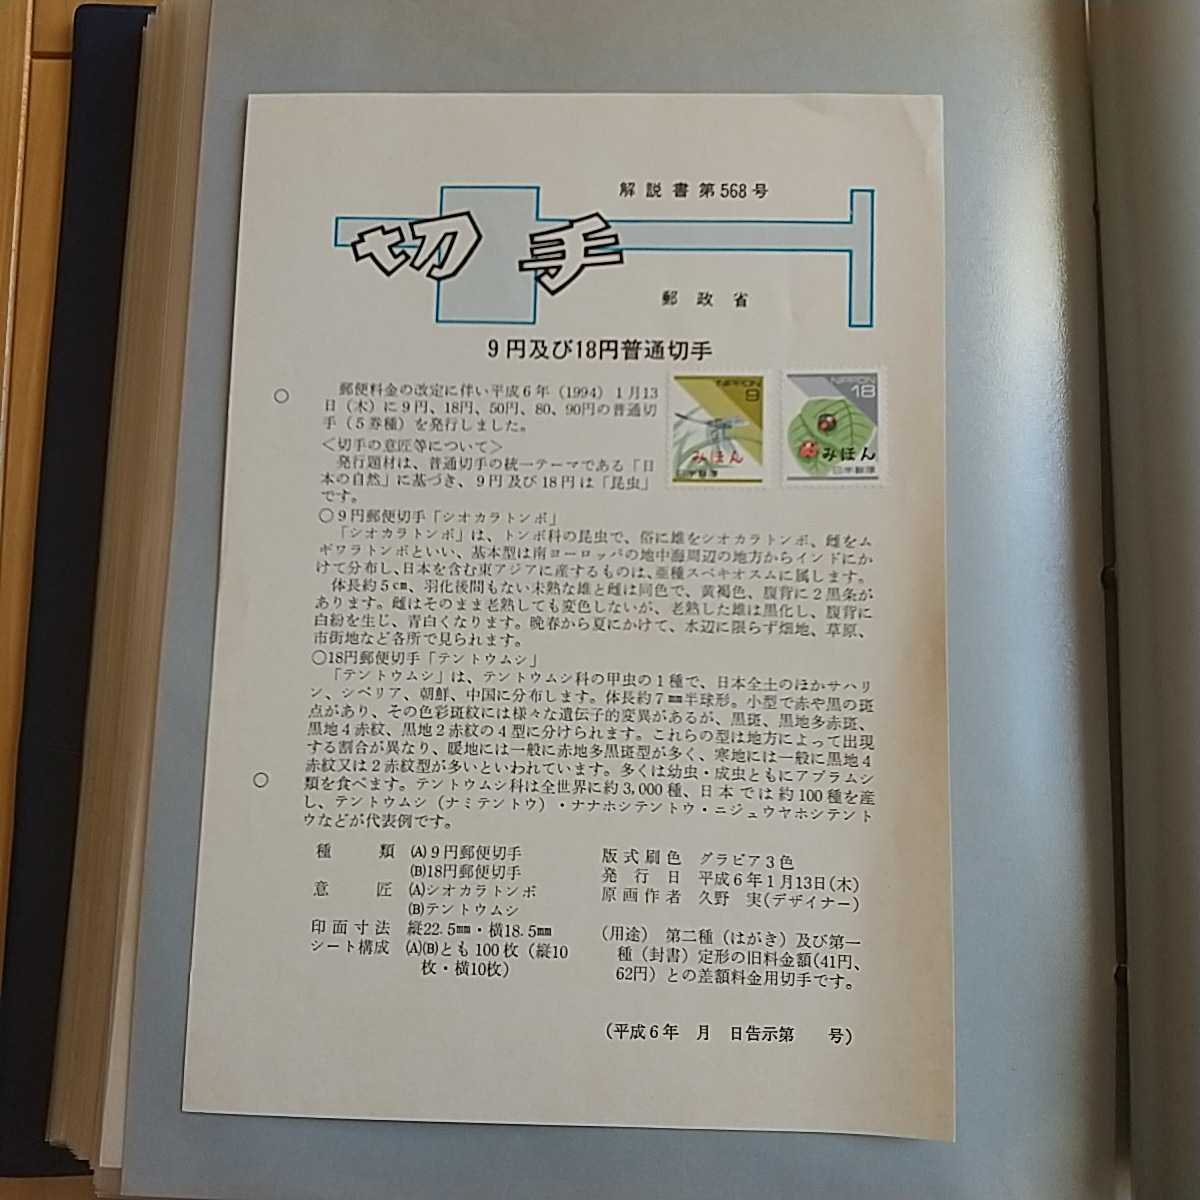 解説書第568号
切手
郵政省
9円及び18円普通切手
郵便料金の改定に伴い平成6年（1994）1月13
日（木）に9円、18円、50円、80、90円の普通切
手（5券種）を発行しました。
＜切手の意匠等について＞
発行題材は、普通切手の統一テーマである「日
本の自然」に基づき、9円及び18円は「昆虫」
です。
NIPPON
9
みほん
日本郵便
NIPPON
18
みほん
日本郵便
○9円郵便切手「シオカラトンボ」
「シオカラトンボ」は、トンボ科の昆虫で、俗に雄をシオカラトンボ、雌をム
ギワラトンボといい、基本型は南ヨーロッパの地中海周辺の地方からインドにか
けて分布し、日本を含む東アジアに産するものは、亜種スペキオスムに属します。
体長約5㎝、羽化後間もない未熟な雄と雌は同色で、黄褐色、腹背に2黒条が
あります。雌はそのまま老熟しても変色しないが、老熟した雄は黒化し、腹背に
白粉を生じ、青白くなります。晩春から夏にかけて、水辺に限らず畑地、草原、
市街地など各所で見られます。
○18円郵便切手「テントウムシ」
「テントウムシ」は、テントウムシ科の甲虫の1種で、日本全土のほかサハリ
ン、シベリア、朝鮮、中国に分布します。体長約7㎜半球形。小型で赤や黒の斑
点があり、その色彩斑紋には様々な遺伝子的変異があるが、黒斑、黒地多赤斑、
黒地4赤紋、黒地2赤紋の4型に分けられます。これらの型は地方によって出現
する割合が異なり、暖地には一般に赤地多黒斑型が多く、寒地には一般に黒地4
赤紋又は2赤紋型が多いといわれています。多くは幼虫・成虫ともにアブラムシ
類を食べます。テントウムシ科は全世界に約3,000種、日本では約100種を産
し、テントウムシ（ナミテントウ）・ナナホシテントウ・ニジュウヤホシテント
ウなどが代表例です。
種類 (A)9円郵便切手
(B)18円郵便切手
意匠 (A)シオカラトンボ
(B)テントウムシ
印面寸法 縦22.5㎜・横18.5㎜
シート構成 (A)(B)とも100枚（縦10
枚・横10枚）
版式刷色 グラビア3色
発行日 平成6年1月13日(木)
原画作者 久野 実(デザイナー)
（用途） 第二種（はがき）及び第一
種（封書）定形の旧料金額(41円、
62円）との差額料金用切手です。
（平成6年 月 日告示第 号）